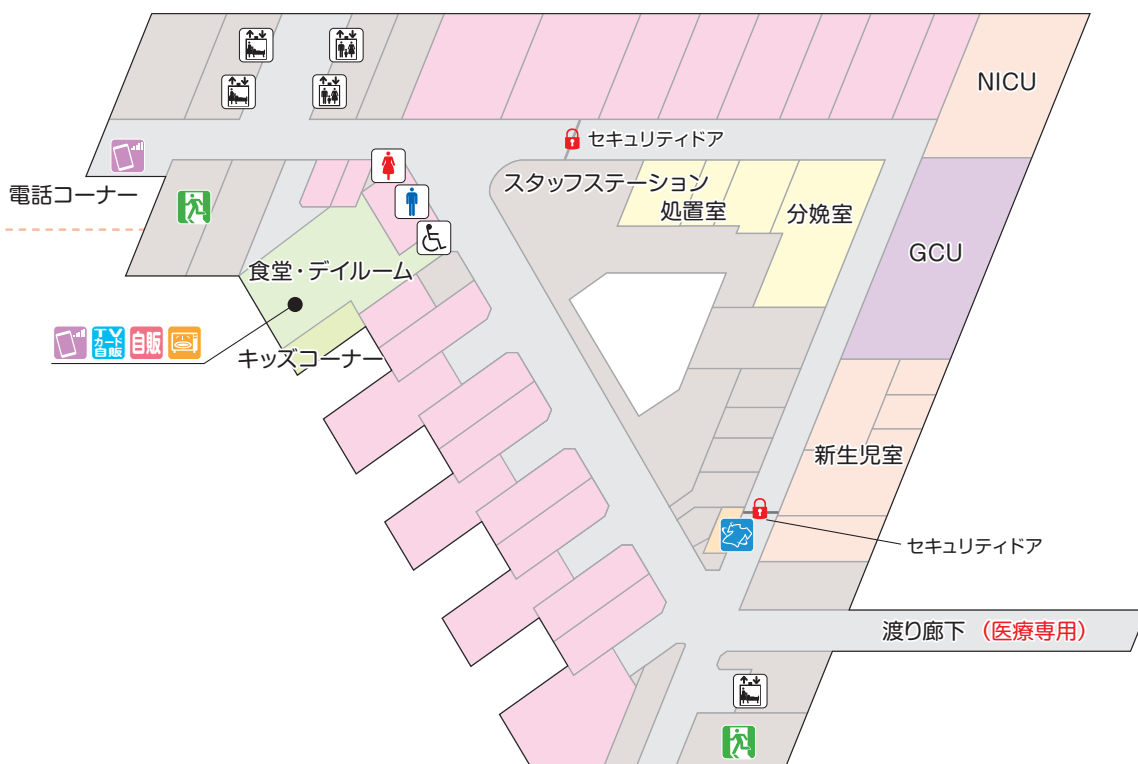 NICU
セキュリティドア
電話コーナー
スタッフステーション
処置室
分娩室
GCU
食堂・デイルーム
TV
カード
自販
自販
キッズコーナー
新生児室
セキュリティドア
渡り廊下 (医療専用)